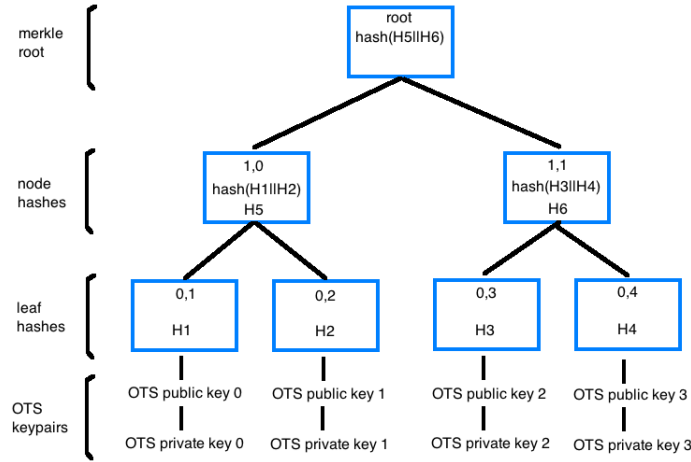 merkle
root
root
hash(H5||H6)
node
hashes
1,0
hash(H1||H2)
H5
1,1
hash(H3||H4)
H6
leaf
hashes
0,1
H1
0,2
H2
0,3
H3
0,4
H4
OTS
keypairs
OTS public key 0
OTS public key 1
OTS public key 2
OTS public key 3
OTS private key 0
OTS private key 1
OTS private key 2
OTS private key 3